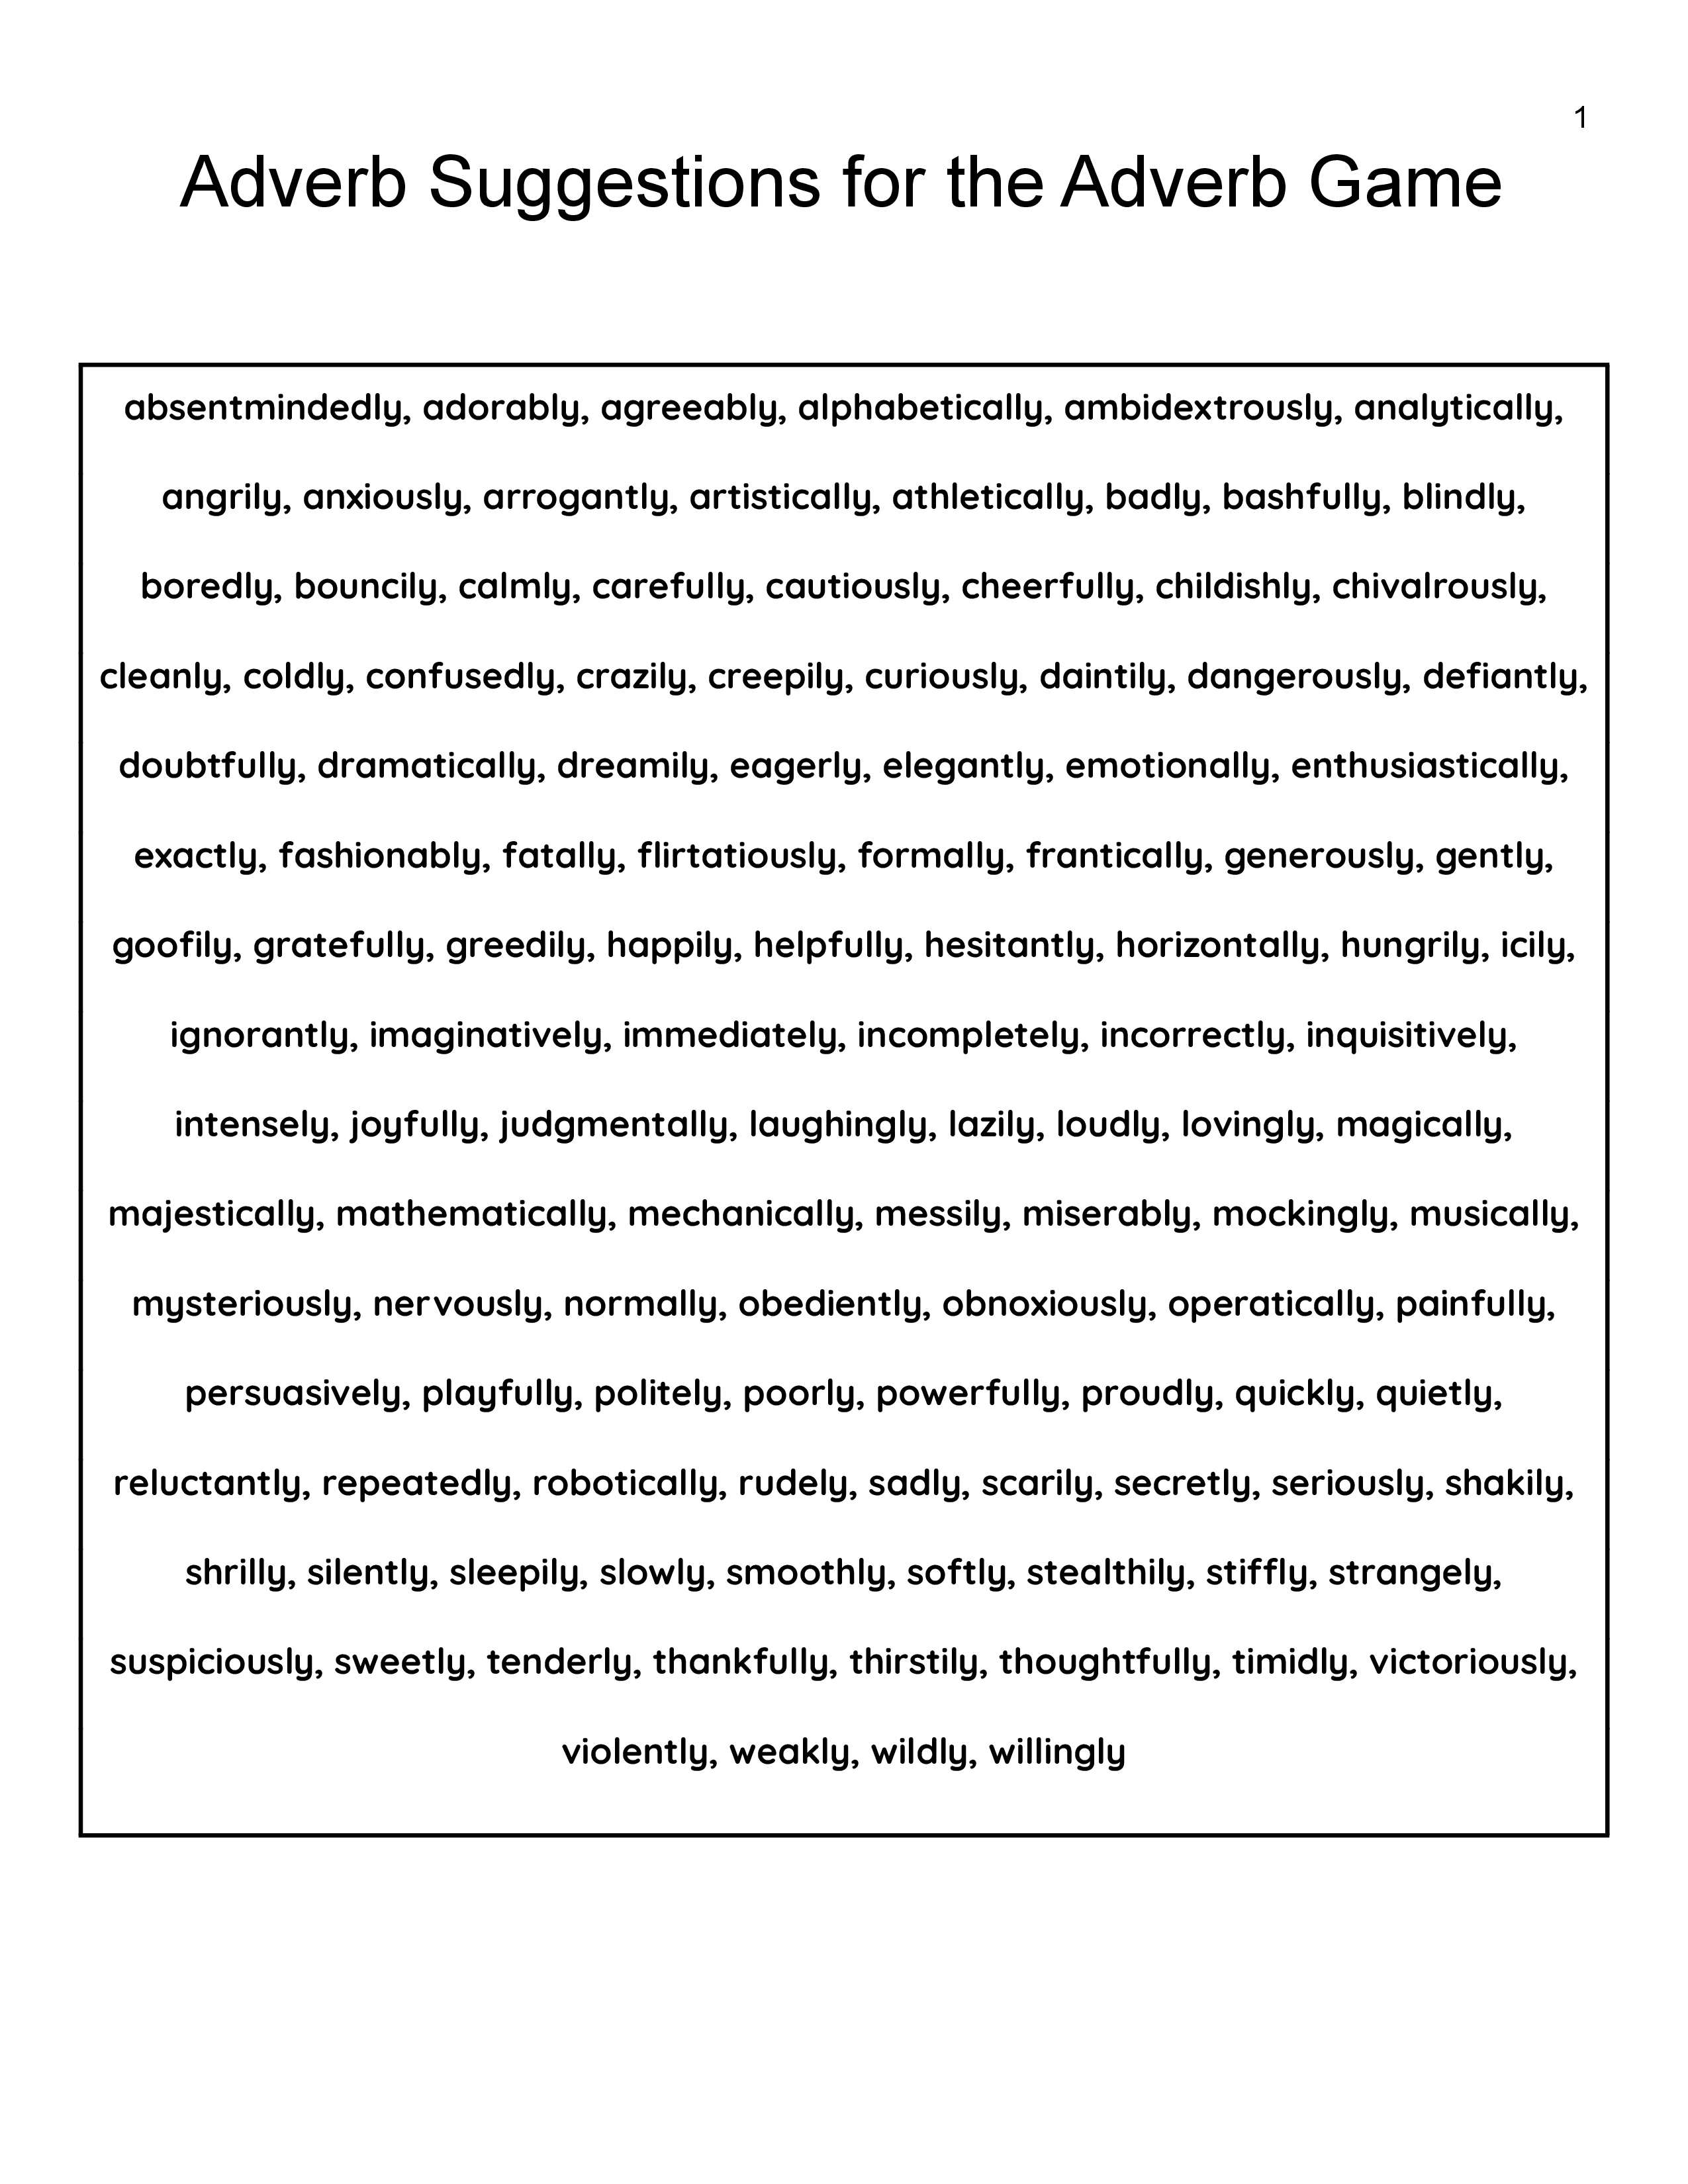 1
Adverb Suggestions for the Adverb Game
absentmindedly, adorably, agreeably, alphabetically, ambidextrously, analytically,
angrily, anxiously, arrogantly, artistically, athletically, badly, bashfully, blindly,
boredly, bouncily, calmly, carefully, cautiously, cheerfully, childishly, chivalrously,
cleanly, coldly, confusedly, crazily, creepily, curiously, daintily, dangerously, defiantly,
doubtfully, dramatically, dreamily, eagerly, elegantly, emotionally, enthusiastically,
exactly, fashionably, fatally, flirtatiously, formally, frantically, generously, gently,
goofily, gratefully, greedily, happily, helpfully, hesitantly, horizontally, hungrily, icily,
ignorantly, imaginatively, immediately, incompletely, incorrectly, inquisitively,
intensely, joyfully, judgmentally, laughingly, lazily, loudly, lovingly, magically,
majestically, mathematically, mechanically, messily, miserably, mockingly, musically,
mysteriously, nervously, normally, obediently, obnoxiously, operatically, painfully,
persuasively, playfully, politely, poorly, powerfully, proudly, quickly, quietly,
reluctantly, repeatedly, robotically, rudely, sadly, scarily, secretly, seriously, shakily,
shrilly, silently, sleepily, slowly, smoothly, softly, stealthily, stiffly, strangely,
suspiciously, sweetly, tenderly, thankfully, thirstily, thoughtfully, timidly, victoriously,
violently, weakly, wildly, willingly